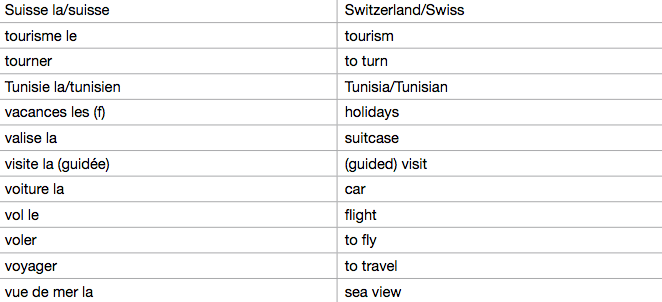 Suisse la/suisse Switzerland/Swiss
tourisme le tourism
tourner to turn
Tunisie la/tunisien Tunisia/Tunisian
vacances les (f) holidays
valise la suitcase
visite la (guidée) (guided) visit
voiture la car
vol le flight
voler to fly
voyager to travel
vue de mer la sea view